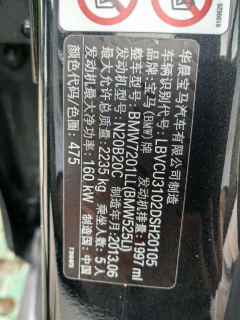 华晨宝马汽车有限公司制造
车辆识别代号: LBVCU3102DSH20105
品牌: 宝马 (BMW) 牌 发动机排量: 1997 ml
整车型号: BMW7201LL(BMW525Li)
发动机型号: N20B20C 制造年月: 2013.06
最大允许总质量: 2235 kg 乘坐人数: 5 人
发动机最大净功率: 160 kW 制造国: 中国
颜色代码/色圈: 475